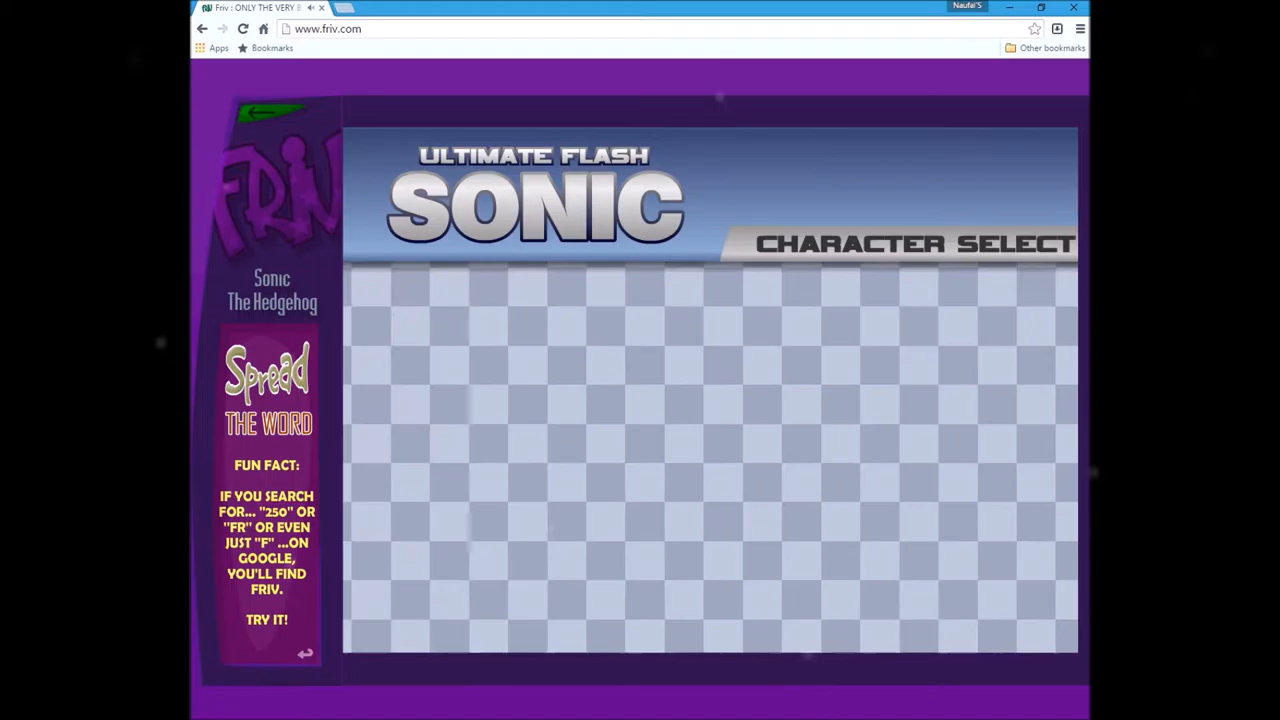 Friv : ONLY THE VERY B
Naufal'S
www.friv.com
Apps
Bookmarks
Other bookmarks
FRIV
ULTIMATE FLASH
SONIC
CHARACTER SELECT
Sonic
The Hedgehog
Spread
THE WORD
FUN FACT:
IF YOU SEARCH
FOR... "250" OR
"FR" OR EVEN
JUST "F" ...ON
GOOGLE,
YOU'LL FIND
FRIV.
TRY IT!